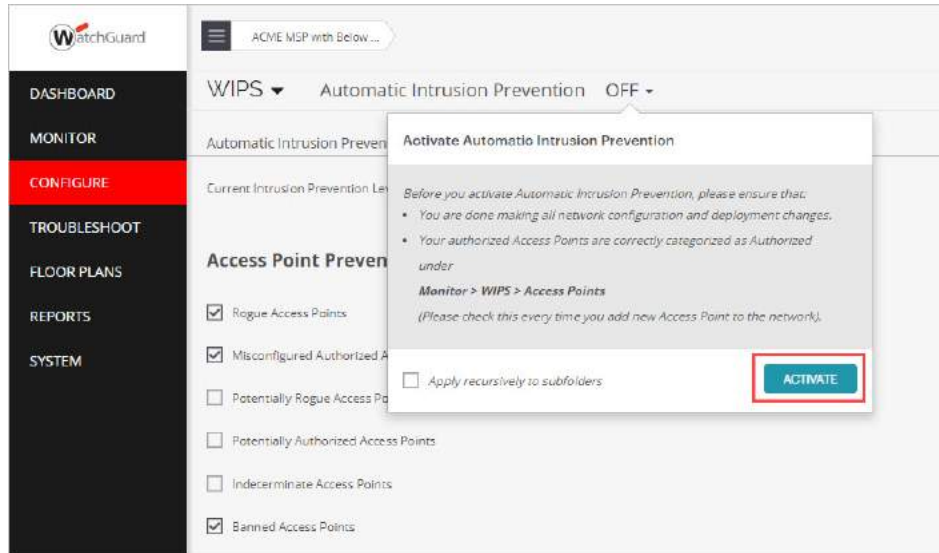 WatchGuard
ACME MSP with Below ...
DASHBOARD
MONITOR
CONFIGURE
TROUBLESHOOT
FLOOR PLANS
REPORTS
SYSTEM
WIPS
Automatic Intrusion Prevention OFF
Automatic Intrusion Preven
Current Intrusion Prevention Le
Access Point Preven
Rogue Access Points
Misconfigured Authorized A
Potentially Rogue Access Po
Potentially Authorized Access Points
Indeterminate Access Points
Banned Access Points
Activate Automatic Intrusion Prevention
Before you activate Automatic Intrusion Prevention, please ensure that:
• You are done making all network configuration and deployment changes.
• Your authorized Access Points are correctly categorized as Authorized
under
Monitor > WIPS > Access Points
(Please check this every time you add new Access Point to the network).
Apply recursively to subfolders
ACTIVATE